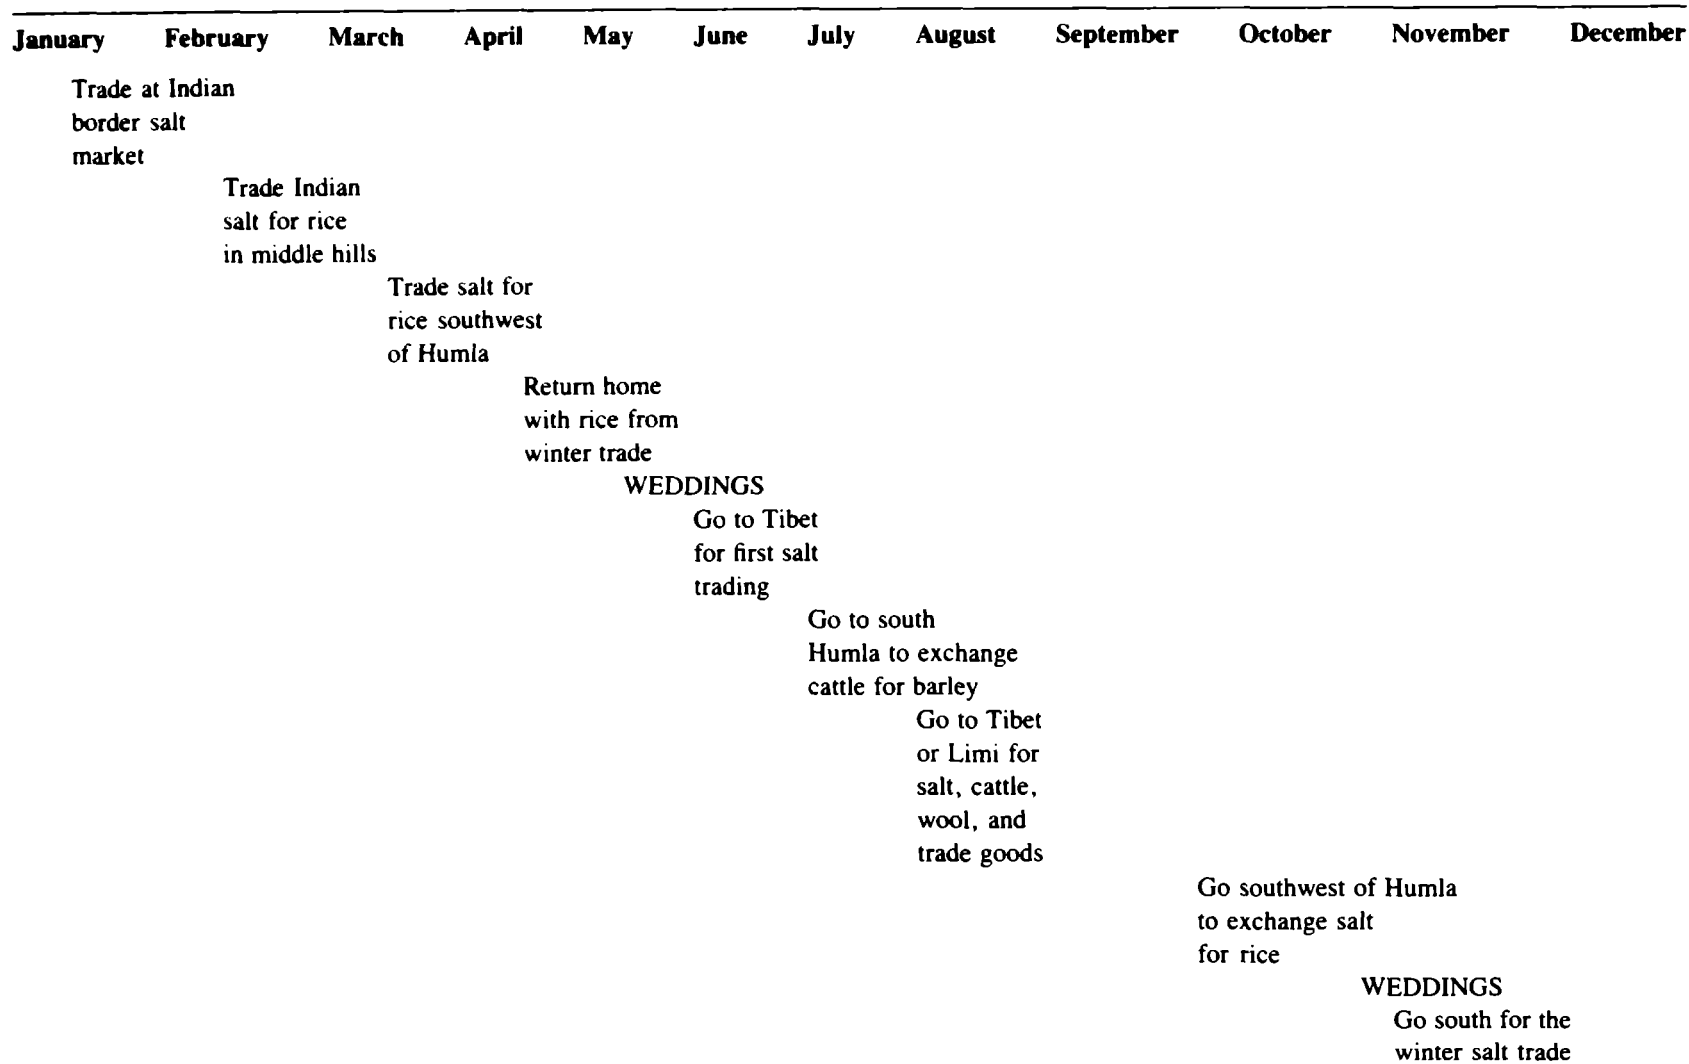 January February March April May June July August September October November December
Trade at Indian
border salt
market
Trade Indian
salt for rice
in middle hills
Trade salt for
rice southwest
of Humla
Return home
with rice from
winter trade
WEDDINGS
Go to Tibet
for first salt
trading
Go to south
Humla to exchange
cattle for barley
Go to Tibet
or Limi for
salt, cattle,
wool, and
trade goods
Go southwest of Humla
to exchange salt
for rice
WEDDINGS
Go south for the
winter salt trade